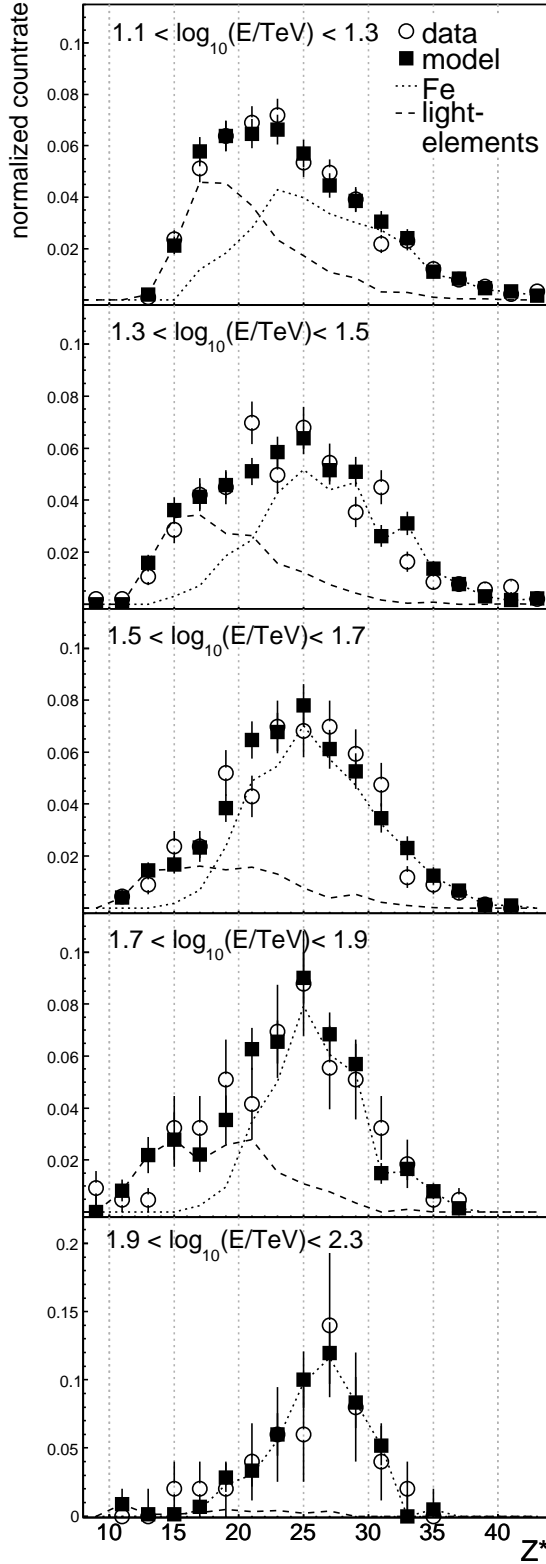 normalized countrate
1.1 < log10(E/TeV) < 1.3
data
model
Fe
light-
elements
0.1
0.08
0.06
0.04
0.02
1.3 < log10(E/TeV)< 1.5
0.1
0.08
0.06
0.04
0.02
1.5 < log10(E/TeV)< 1.7
0.1
0.08
0.06
0.04
0.02
1.7 < log10(E/TeV)< 1.9
0.1
0.08
0.06
0.04
0.02
1.9 < log10(E/TeV)< 2.3
0.2
0.15
0.1
0.05
0
10 15 20 25 30 35 40
Z*